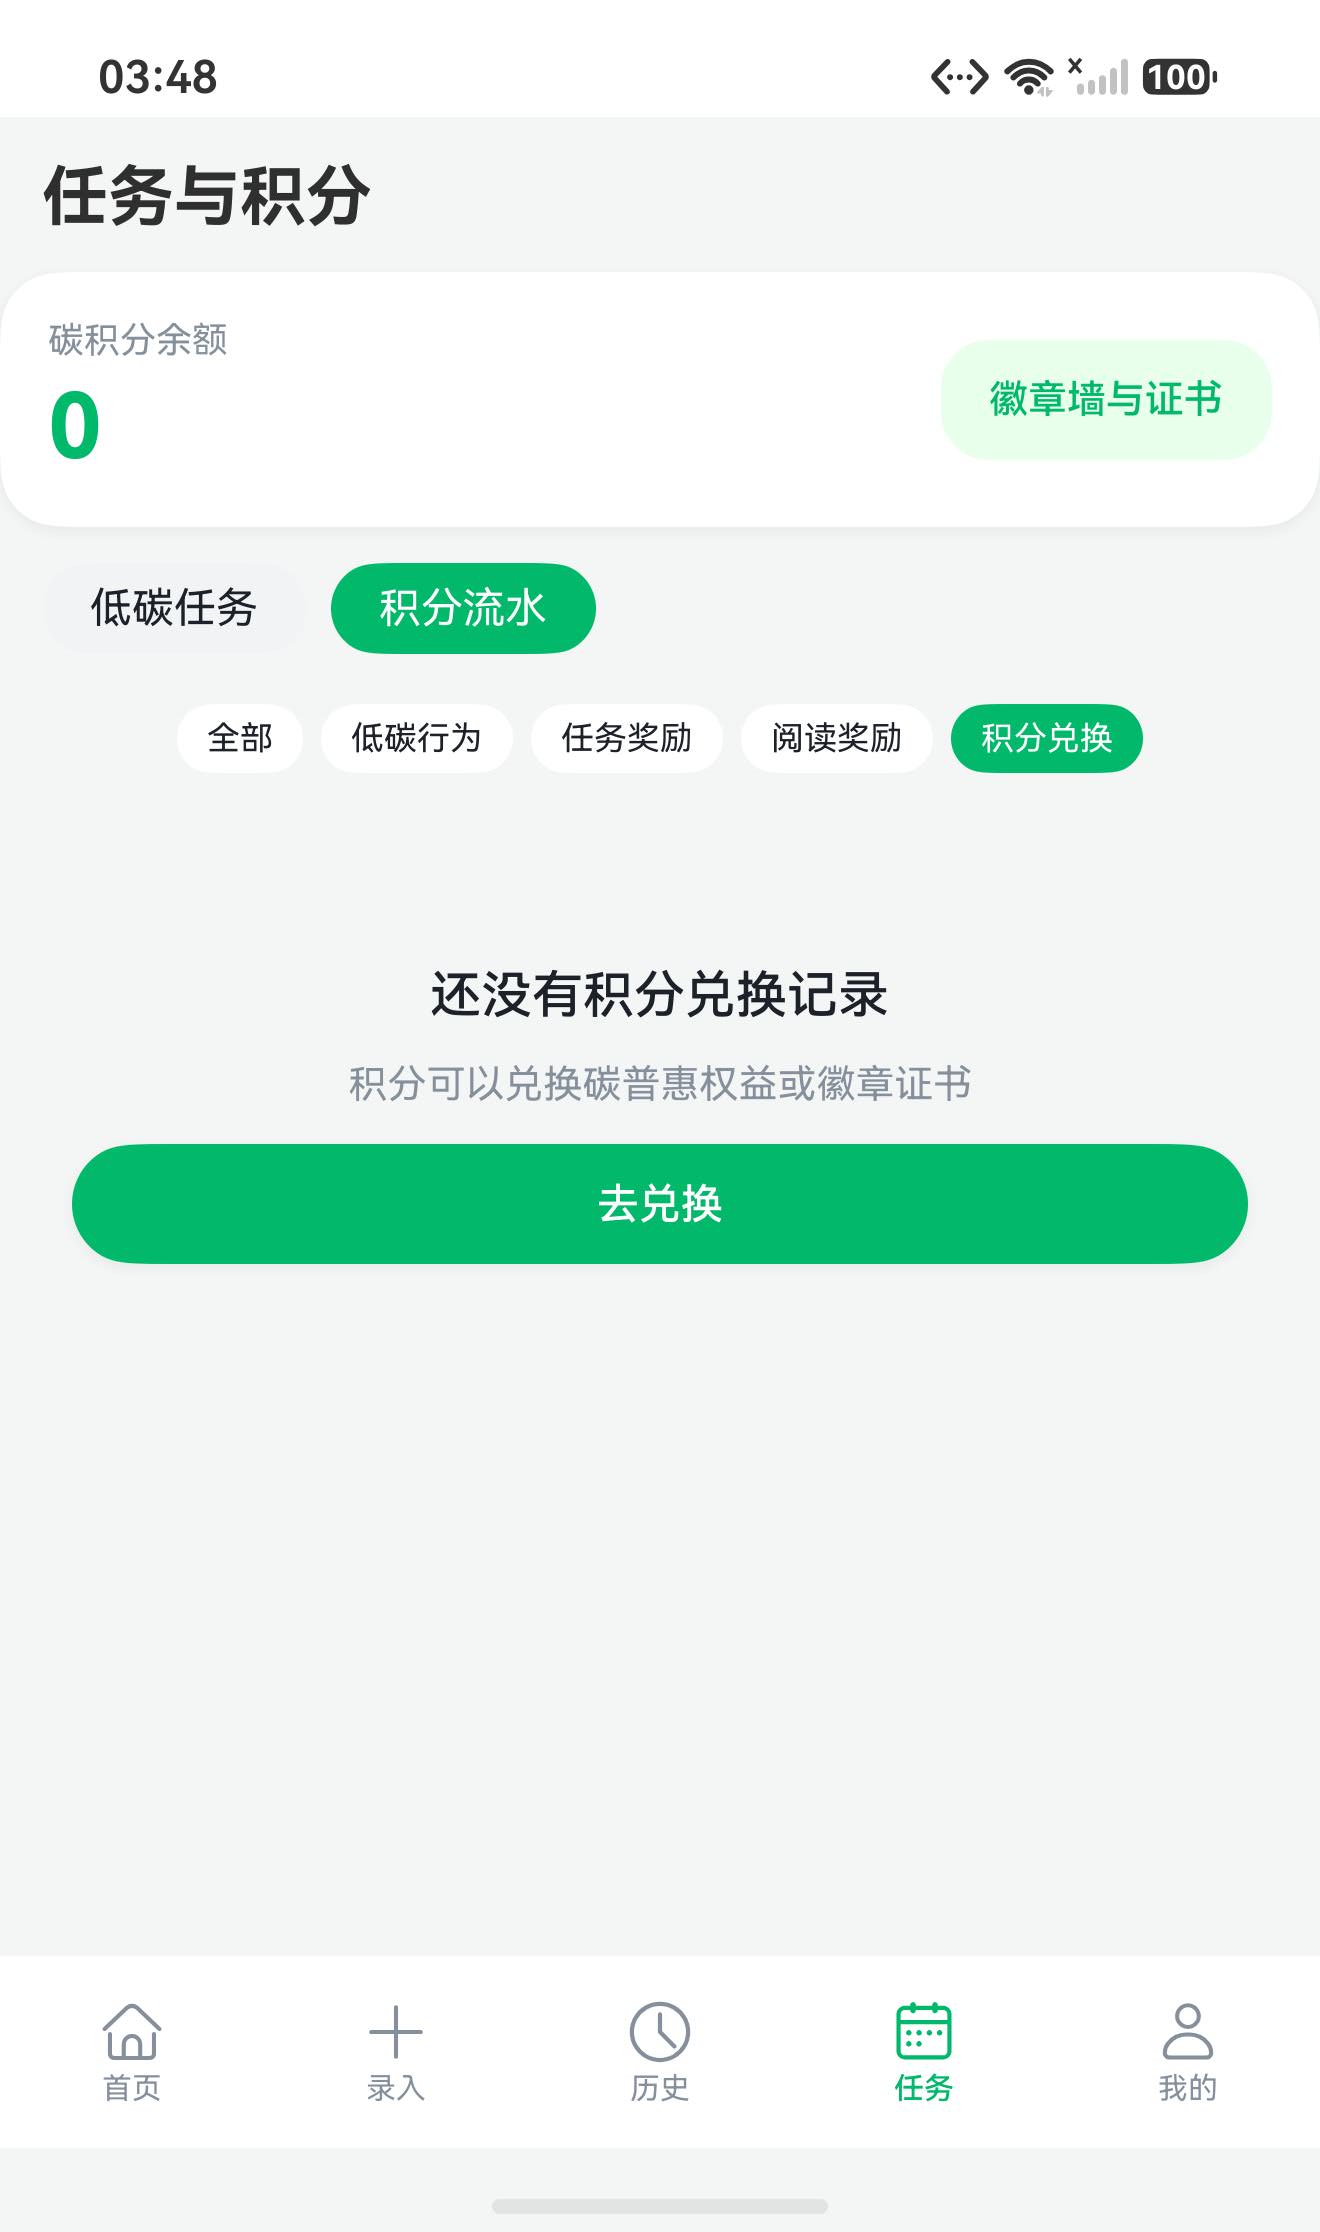 03:48
100
任务与积分
碳积分余额
0
徽章墙与证书
低碳任务
积分流水
全部
低碳行为
任务奖励
阅读奖励
积分兑换
还没有积分兑换记录
积分可以兑换碳普惠权益或徽章证书
去兑换
首页
录入
历史
任务
我的